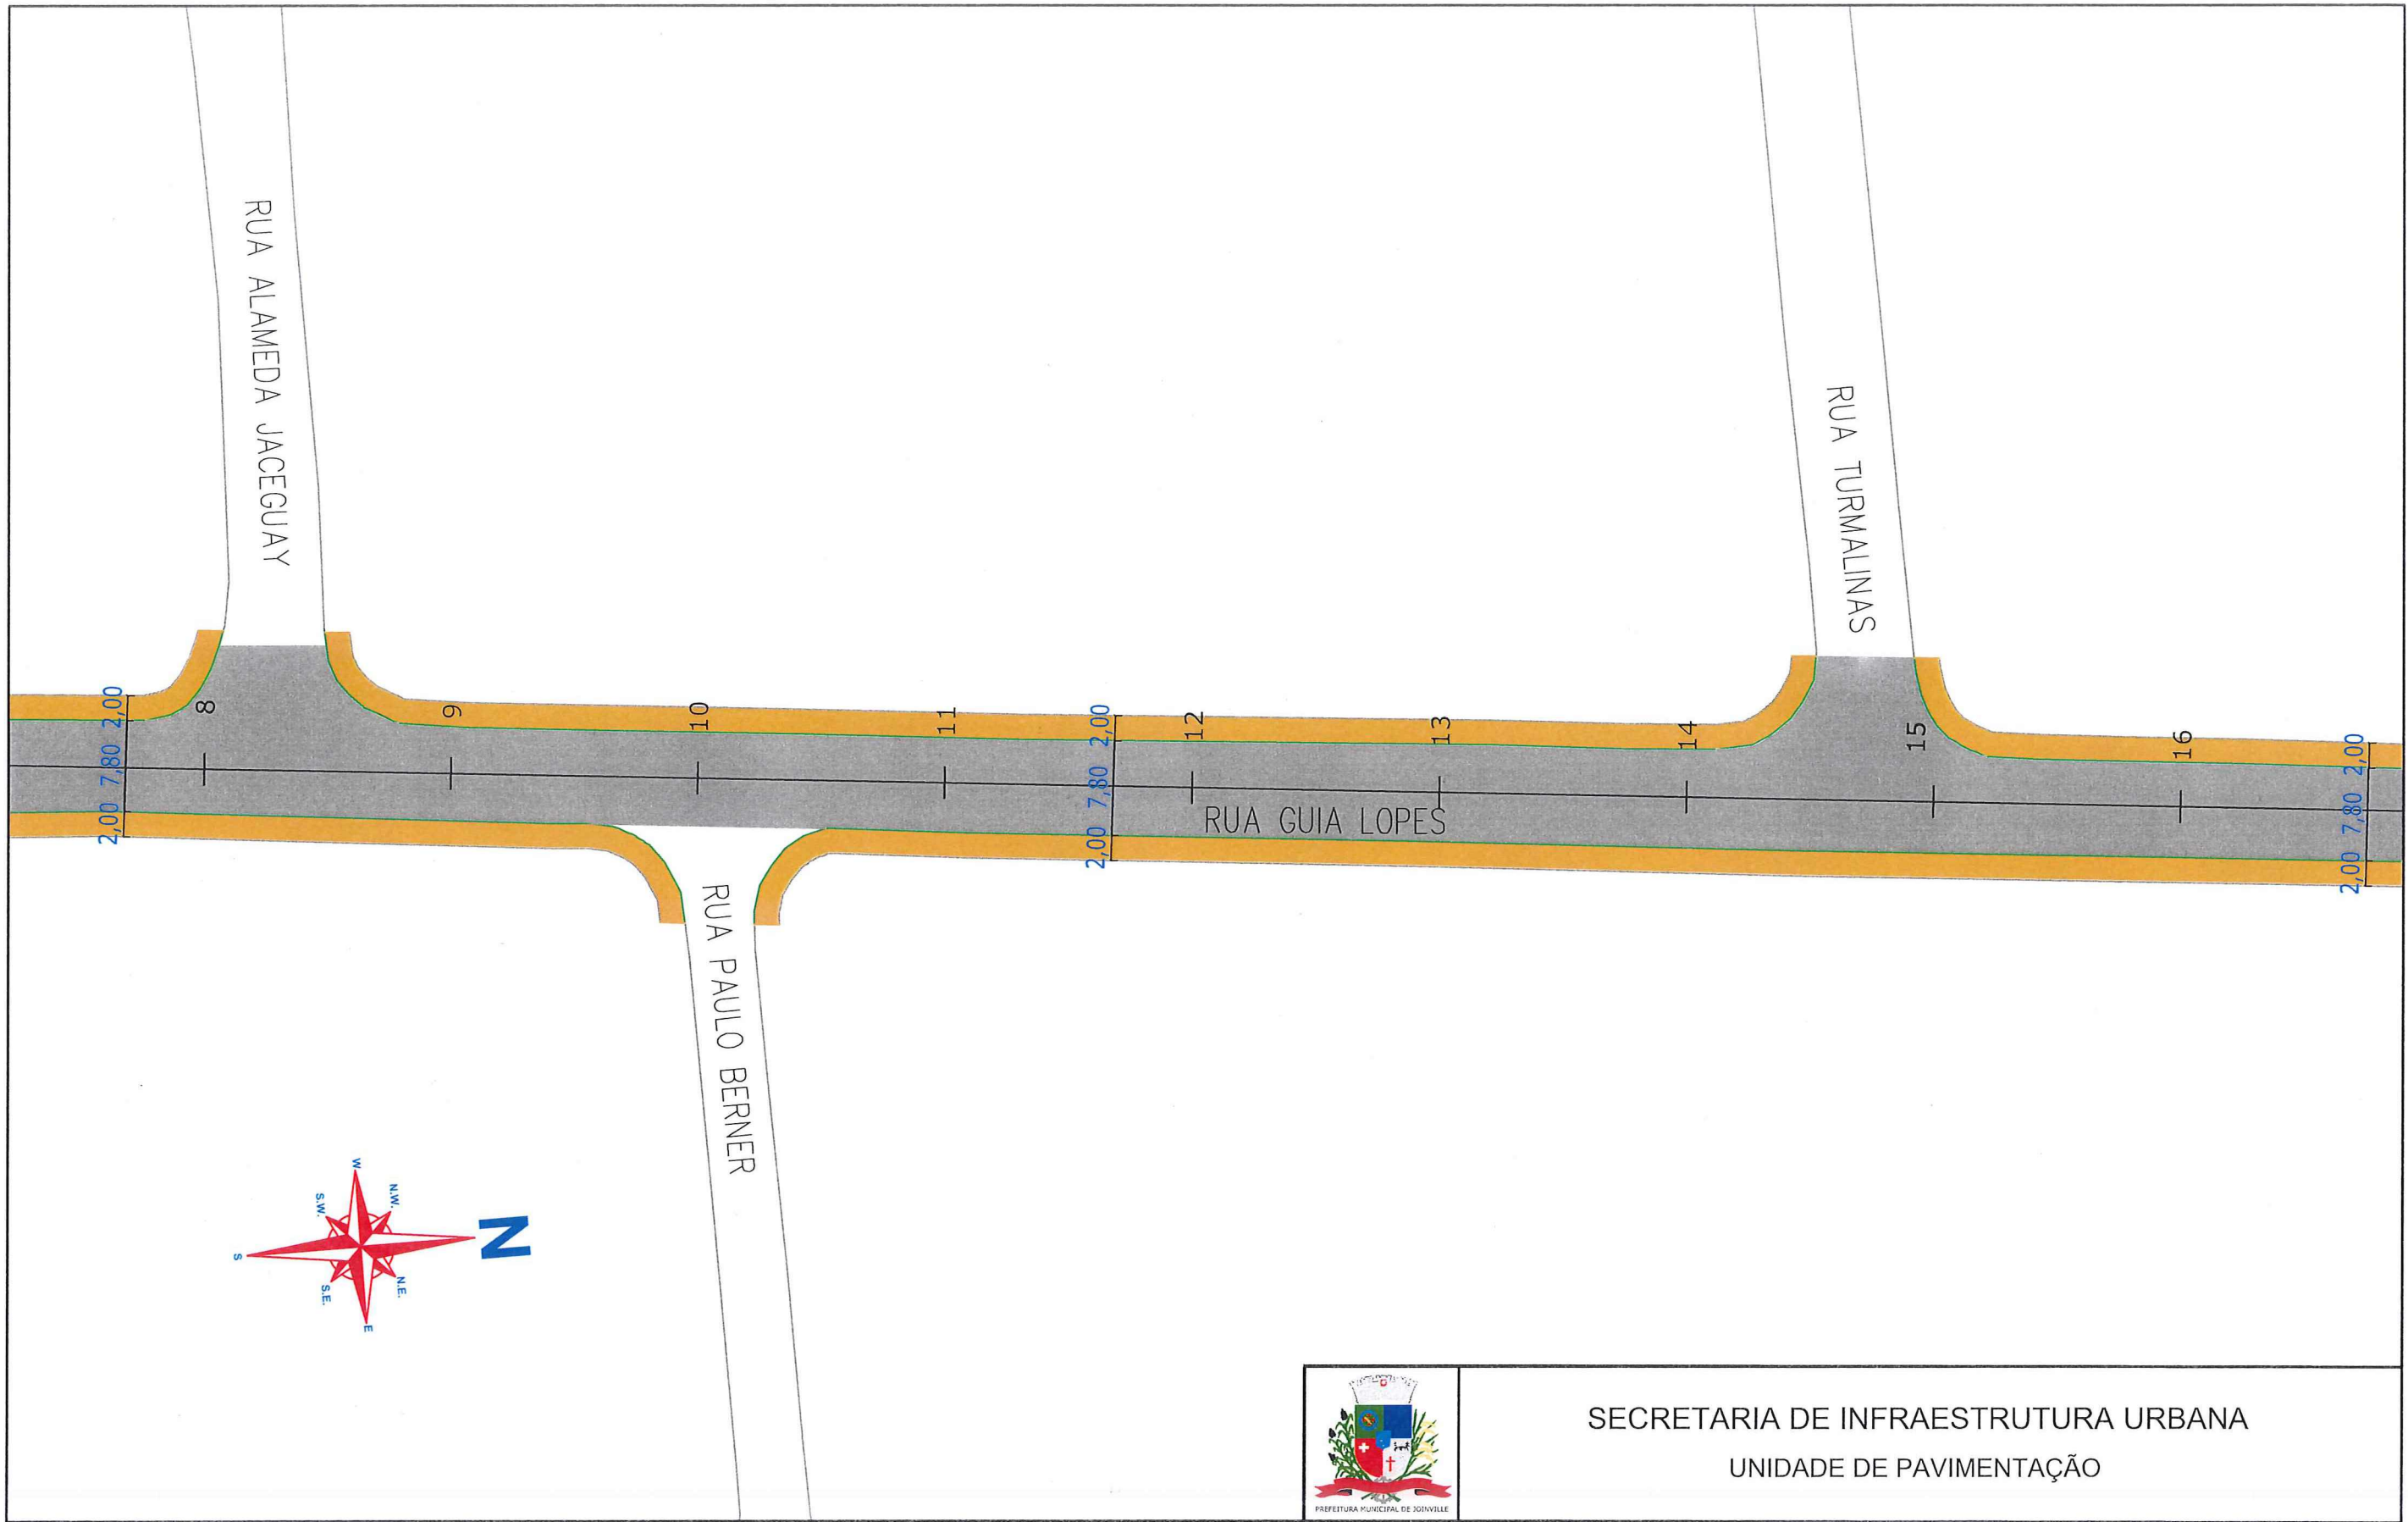 RUA ALAMEDA JACEGUAY
RUA TURMALINAS
2,00
7,80
2,00
8
9
10
11
2,00
7,80
2,00
12
13
14
15
16
2,00
7,80
2,00
RUA GUIA LOPES
RUA PAULO BERNER
W
N.W.
S.W.
N
S
N.E.
S.E.
E
PREFEITURA MUNICIPAL DE JOINVILLE
SECRETARIA DE INFRAESTRUTURA URBANA
UNIDADE DE PAVIMENTAÇÃO